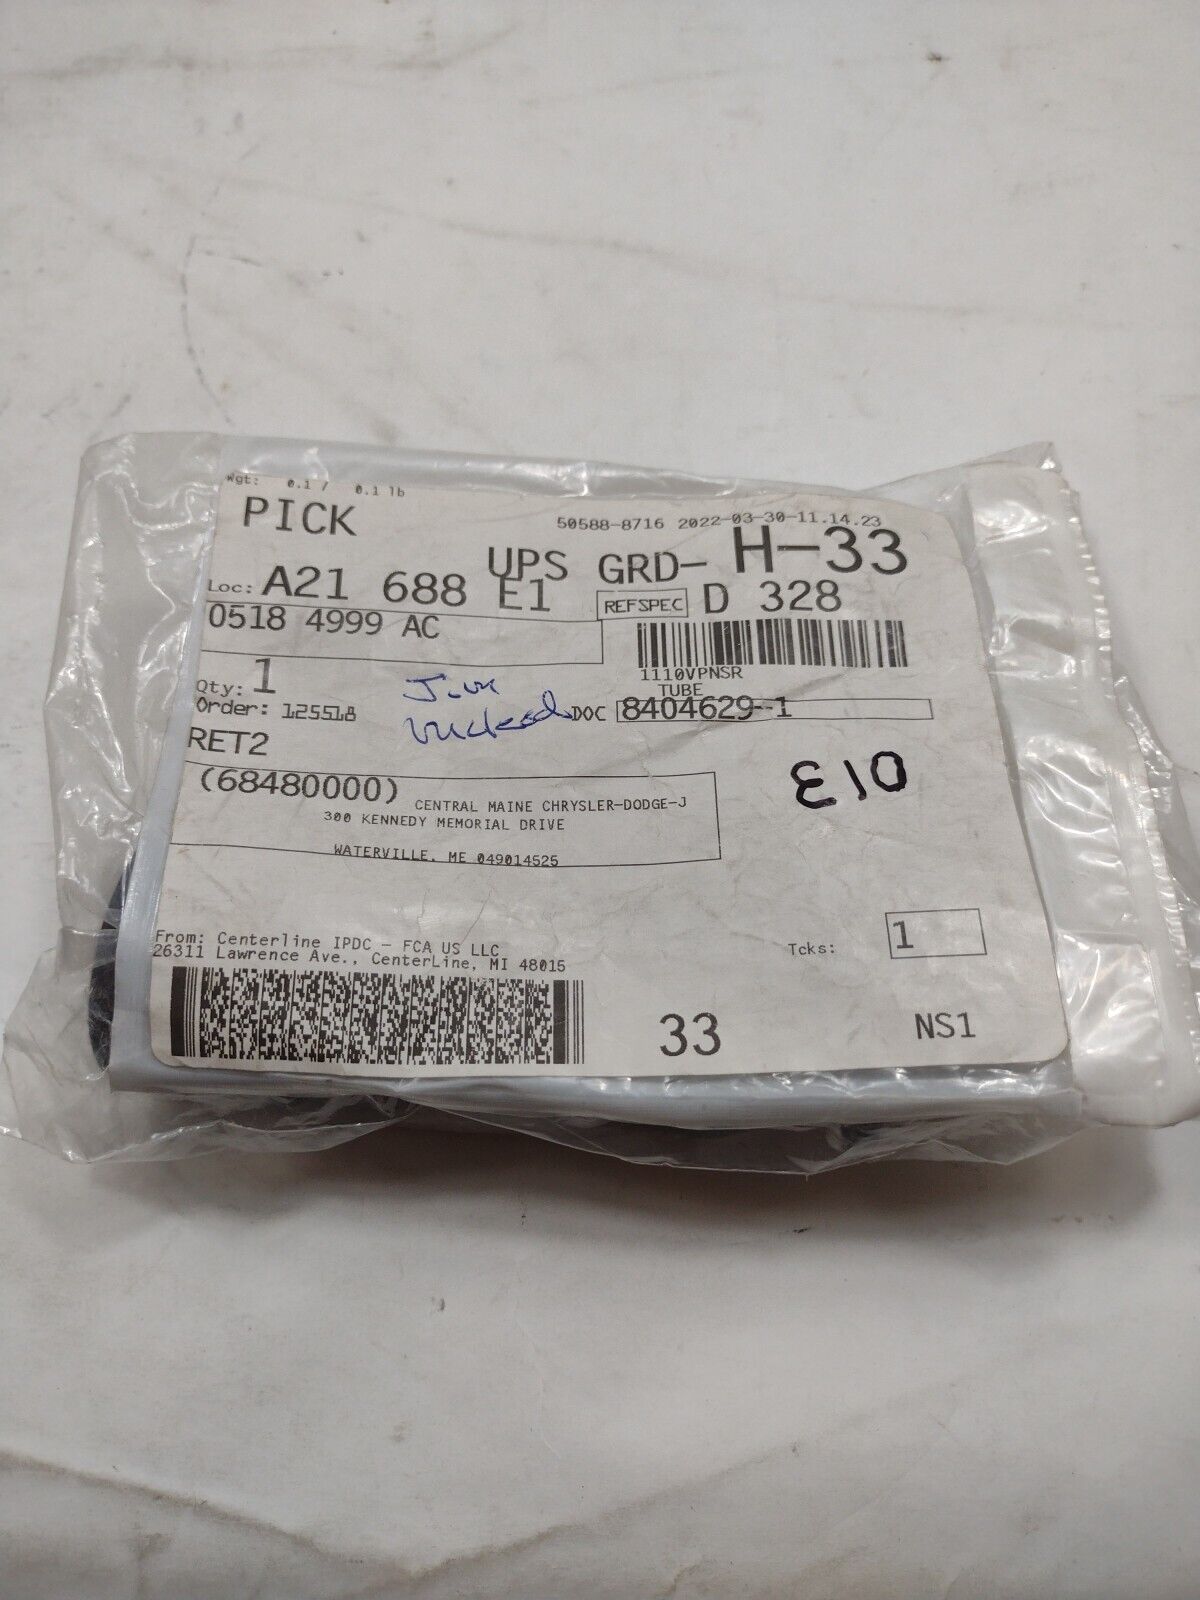 Wgt: 0.1 / 0.1 lb
PICK
50588-8716 2022-03-30-11.14.23
UPS GRD- H-33
Loc: A21 688 E1 REFSPEC D 328
0518 4999 AC
1110VPNSR
TUBE
Qty: 1
Order: 125518
DOC 8404629-1
RET2
E10
(68480000) CENTRAL MAINE CHRYSLER-DODGE-J
300 KENNEDY MEMORIAL DRIVE
WATERVILLE, ME 049014525
From: Centerline IPDC - FCA US LLC
26311 Lawrence Ave., CenterLine, MI 48015
Tcks: 1
33
NS1